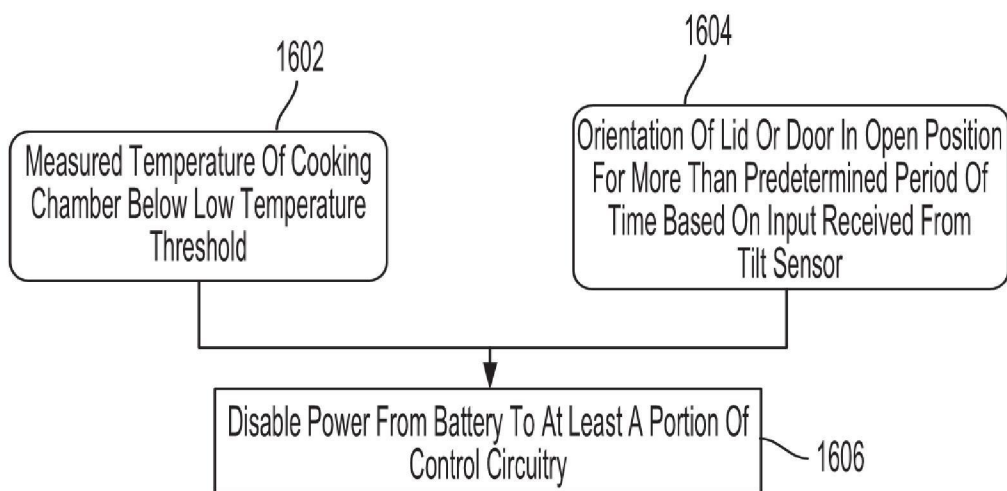 1602
Measured Temperature Of Cooking
Chamber Below Low Temperature
Threshold
1604
Orientation Of Lid Or Door In Open Position
For More Than Predetermined Period Of
Time Based On Input Received From
Tilt Sensor
Disable Power From Battery To At Least A Portion Of
Control Circuitry
1606